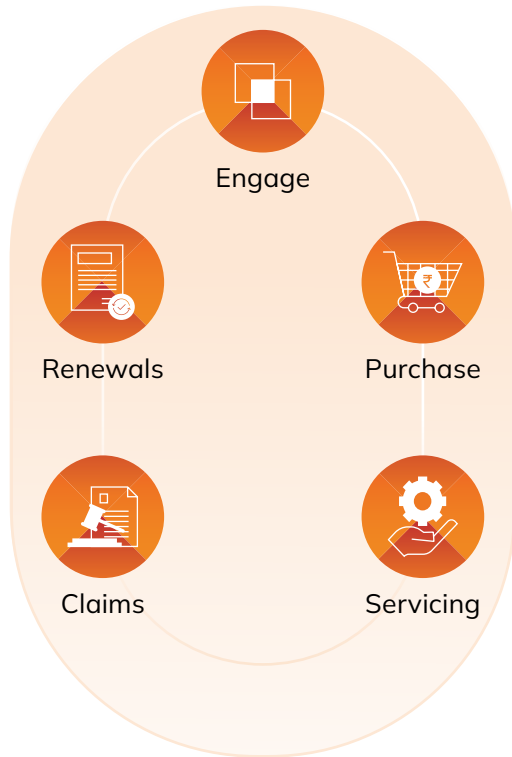 Engage
Renewals
Purchase
₹
Claims
Servicing